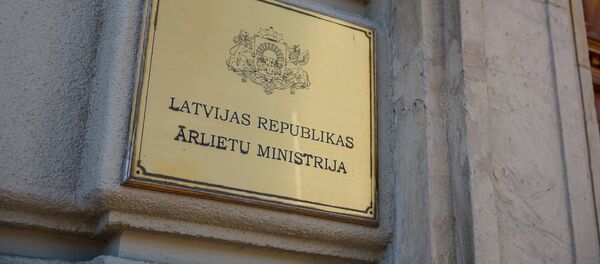 LATVIJAS REPUBLIKAS
ĀRLIETU MINISTRIJA